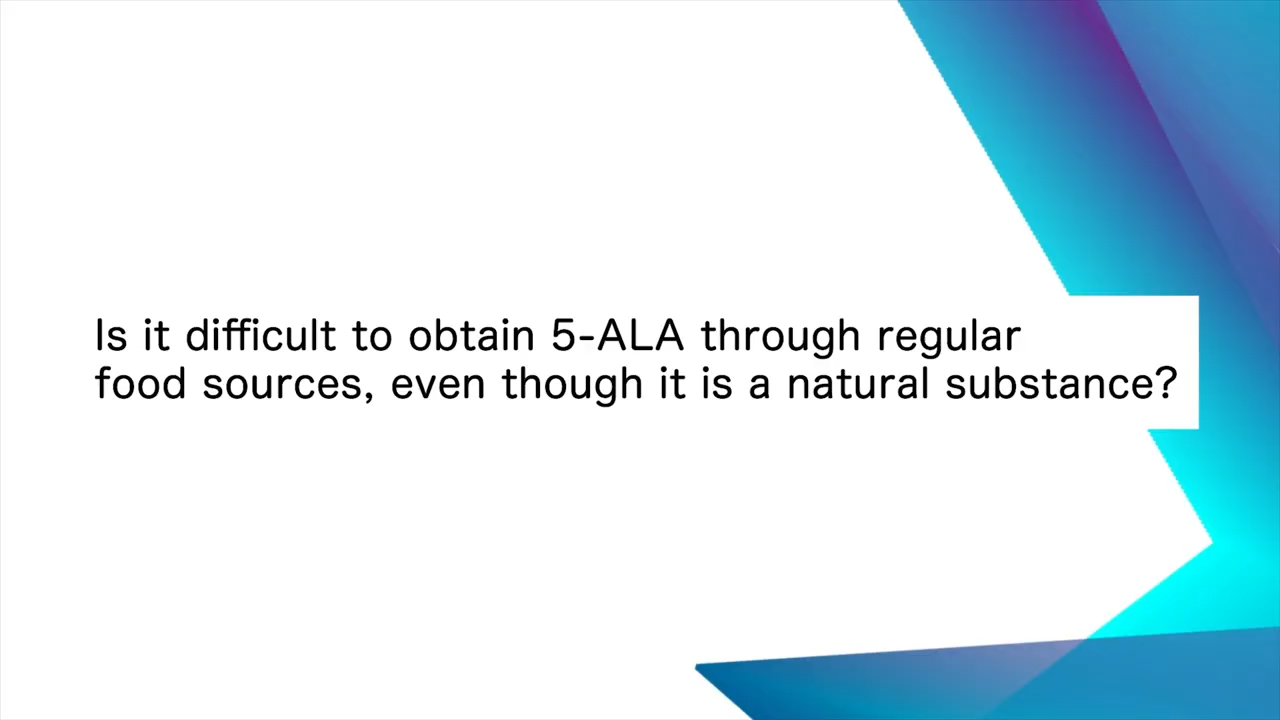 Is it difficult to obtain 5-ALA through regular
food sources, even though it is a natural substance?